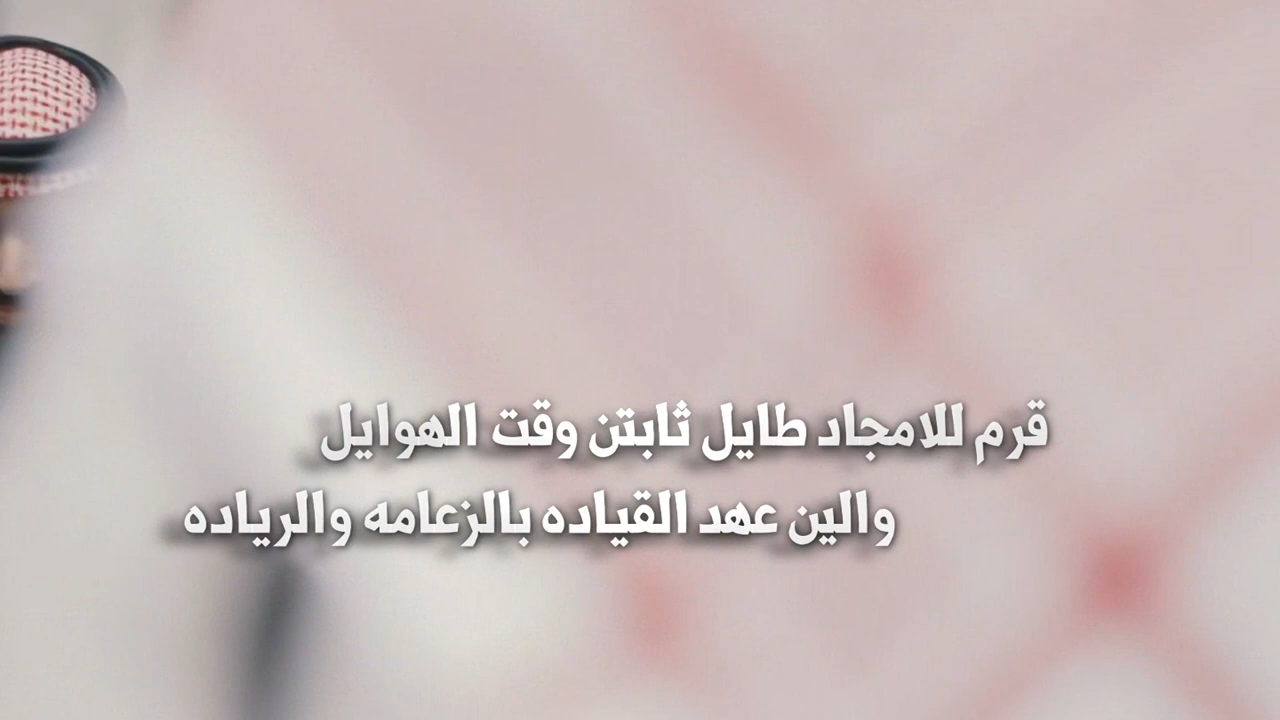 قرم للامجاد طايل ثابتن وقت الهوايل
والين عهد القياده بالزعامه والرياده